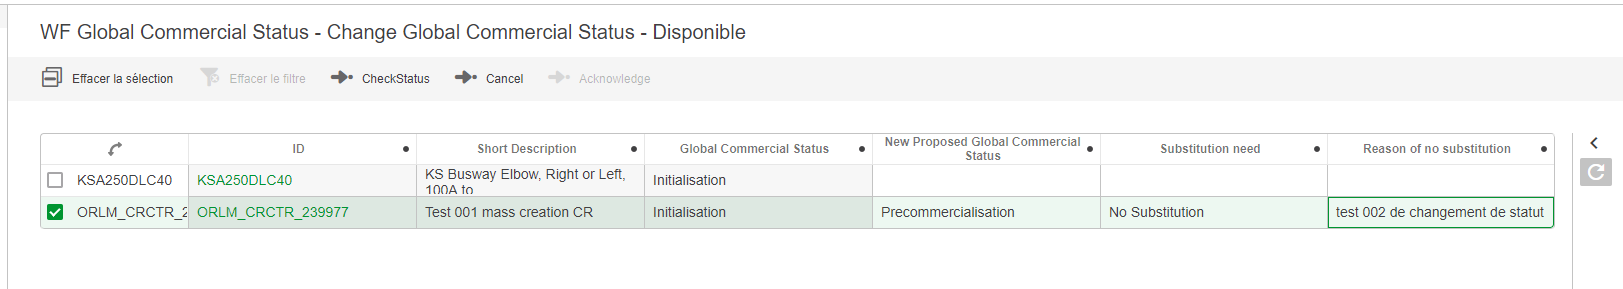 WF Global Commercial Status - Change Global Commercial Status - Disponible
Effacer la sélection Effacer le filtre CheckStatus Cancel Acknowledge
ID Short Description Global Commercial Status New Proposed Global Commercial Status Substitution need Reason of no substitution
KSA250DLC40 KSA250DLC40 KS Busway Elbow, Right or Left, 100A to Initialisation
ORLM_CRCTR_2 ORLM_CRCTR_239977 Test 001 mass creation CR Initialisation Precommercialisation No Substitution test 002 de changement de statut